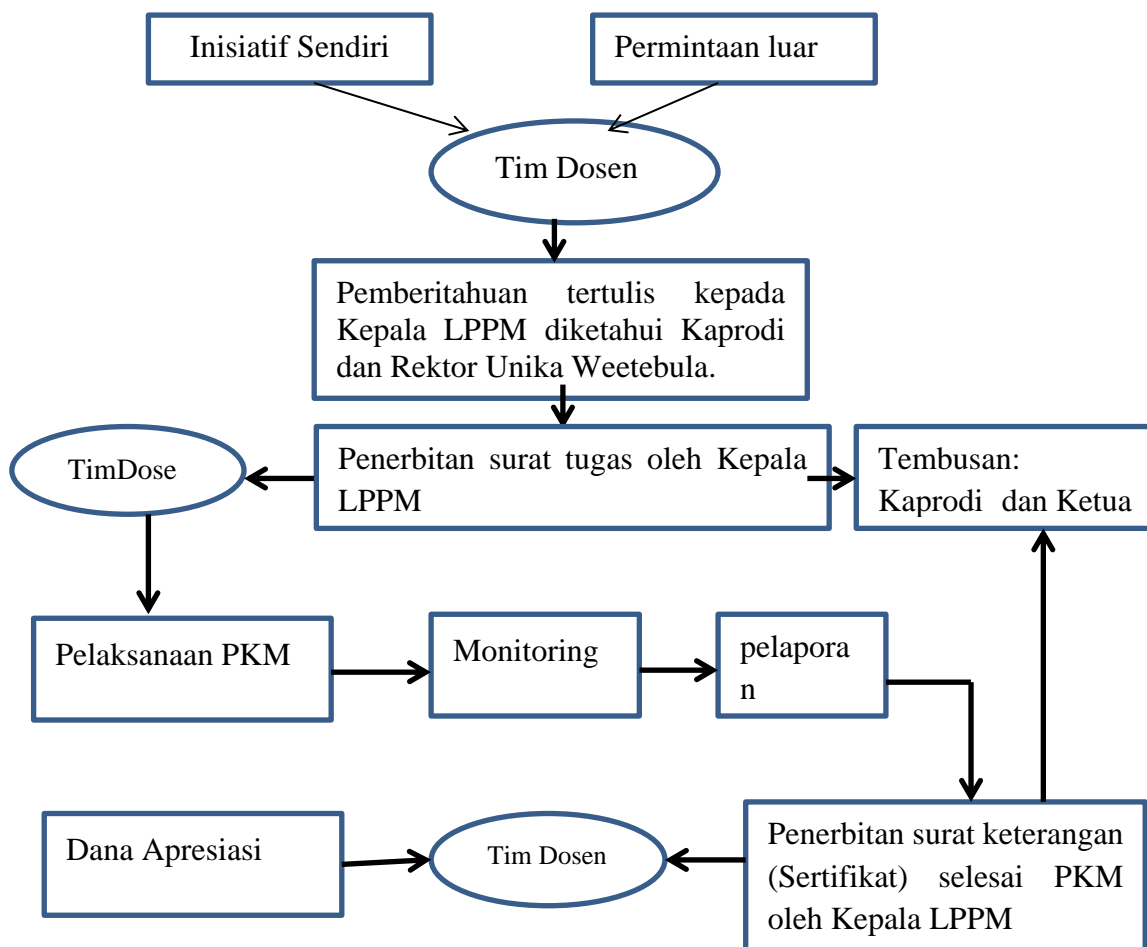 Inisiatif Sendiri
Permintaan luar
Tim Dosen
Pemberitahuan tertulis kepada
Kepala LPPM diketahui Kaprodi
dan Rektor Unika Weetebula.
TimDose
Penerbitan surat tugas oleh Kepala
LPPM
Tembusan:
Kaprodi dan Ketua
Pelaksanaan PKM
Monitoring
pelapora
n
Dana Apresiasi
Tim Dosen
Penerbitan surat keterangan
(Sertifikat) selesai PKM
oleh Kepala LPPM